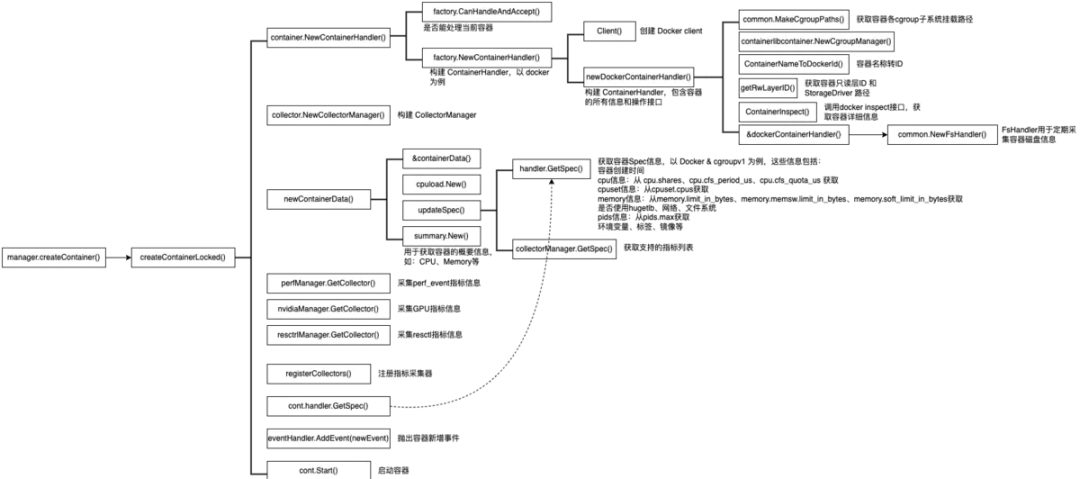 manager.createContainer()
createContainerLocked()
container.NewContainerHandler()
factory.CanHandleAndAccept()
是否能处理当前容器
factory.NewContainerHandler()
构建 ContainerHandler，以 docker
为例
Client()
创建 Docker client
newDockerContainerHandler()
构建 ContainerHandler，包含容器
的所有信息和操作接口
common.MakeCgroupPaths()
获取容器各cgroup子系统挂载路径
containerlibcontainer.NewCgroupManager()
ContainerNameToDockerId()
容器名称转ID
getRwLayerID()
获取容器只读层ID 和
StorageDriver 路径
ContainerInspect()
调用docker inspect接口，获
取容器详细信息
&dockerContainerHandler()
common.NewFsHandler()
FsHandler用于定期采
集容器磁盘信息
collector.NewCollectorManager()
构建 CollectorManager
newContainerData()
&containerData()
cpuload.New()
updateSpec()
summary.New()
用于获取容器的概要信息，
如：CPU、Memory等
handler.GetSpec()
获取容器Spec信息，以 Docker & cgroupv1 为例，这些信息包括：
容器创建时间
cpu信息：从 cpu.shares、cpu.cfs_period_us、cpu.cfs_quota_us 获取
cpuset信息：从cpuset.cpus获取
memory信息：从memory.limit_in_bytes、memory.memsw.limit_in_bytes、memory.soft_limit_in_bytes获取
是否使用hugetlb、网络、文件系统
pids信息：从pids.max获取
环境变量、标签、镜像等
collectorManager.GetSpec()
获取支持的指标列表
perfManager.GetCollector()
采集perf_event指标信息
nvidiaManager.GetCollector()
采集GPU指标信息
resctrlManager.GetCollector()
采集resctl指标信息
registerCollectors()
注册指标采集器
cont.handler.GetSpec()
eventHandler.AddEvent(newEvent)
抛出容器新增事件
cont.Start()
启动容器